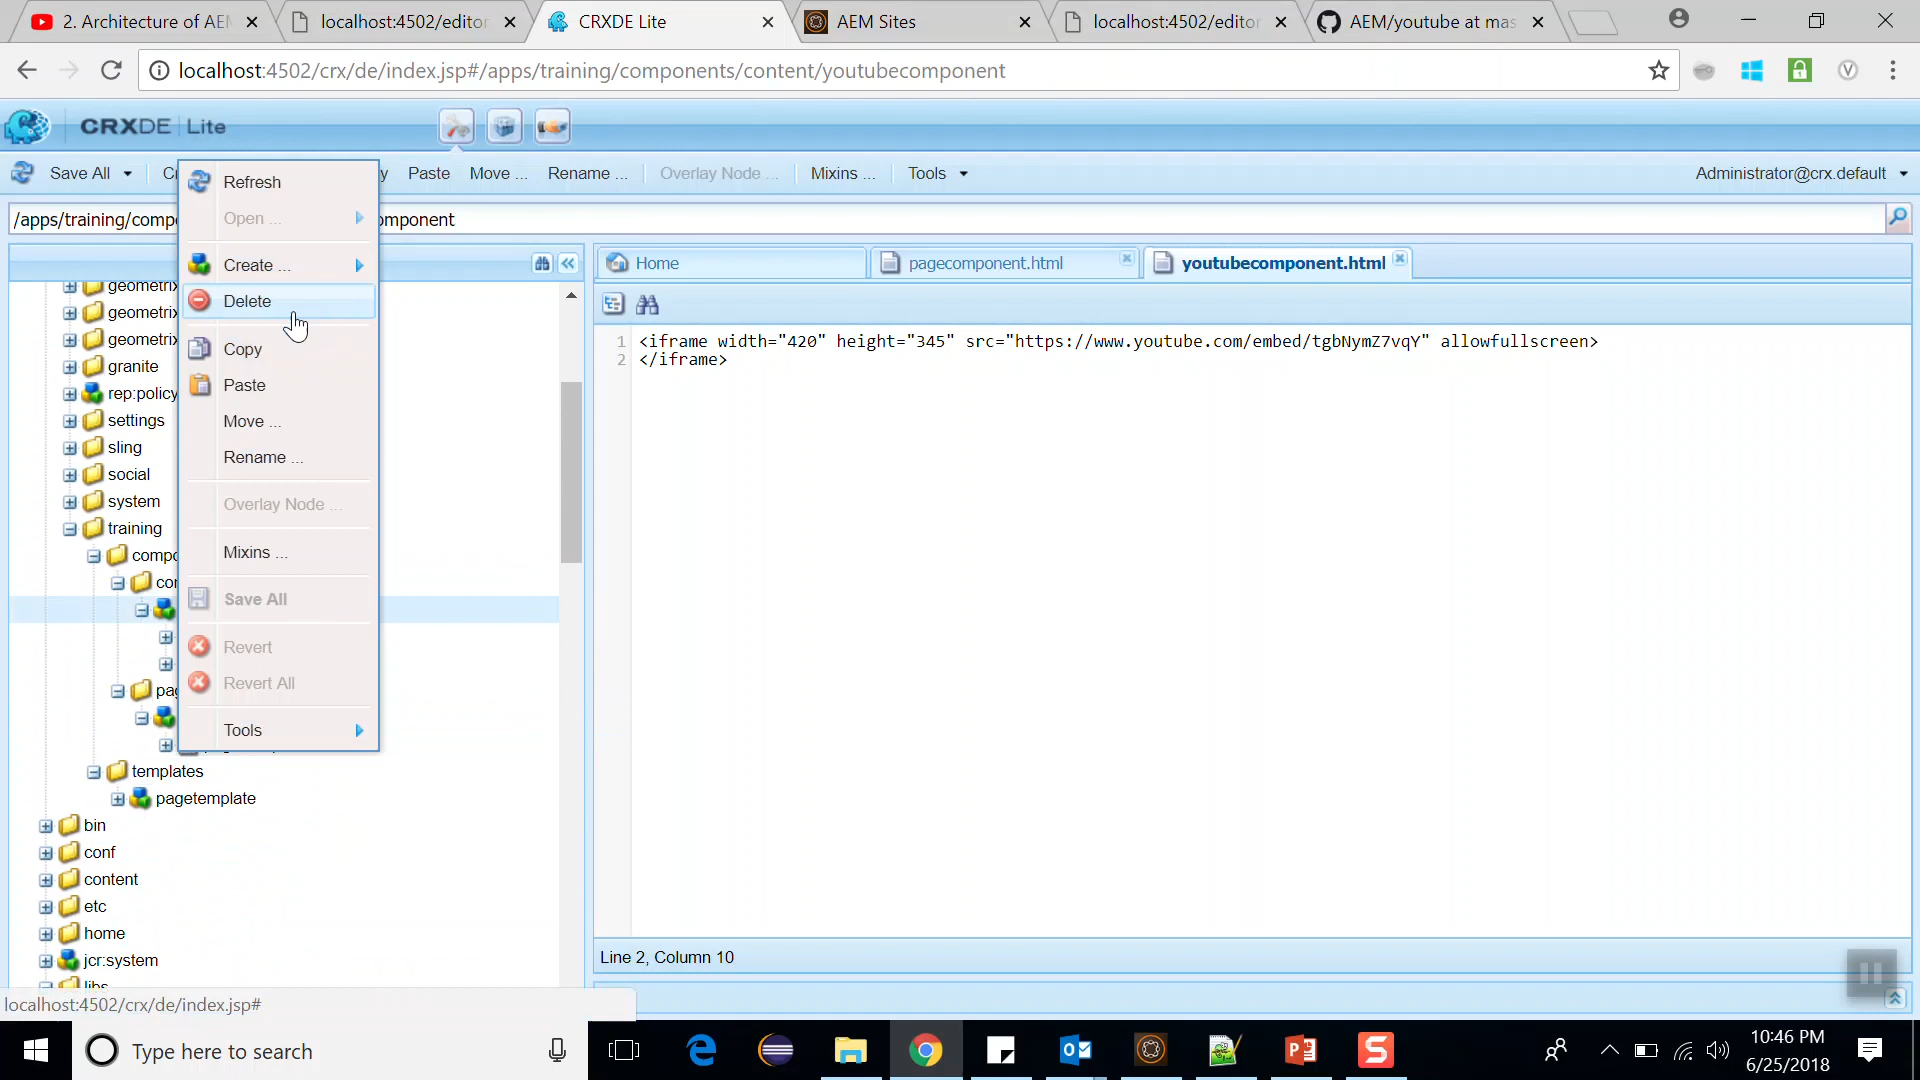 2. Architecture of AEM
localhost:4502/editor
CRXDE Lite
AEM Sites
localhost:4502/editor
AEM/youtube at mas
localhost:4502/crx/de/index.jsp#/apps/training/components/content/youtubecomponent
CRXDE | Lite
Save All
Cr
y
Paste
Move ...
Rename ...
Overlay Node ...
Mixins ...
Tools
Administrator@crx.default
/apps/training/comp
omponent
Refresh
Open ...
Create ...
Delete
Copy
Paste
Move ...
Rename ...
Overlay Node ...
Mixins ...
Save All
Revert
Revert All
Tools
geometrix
geometrix
geometrix
granite
rep:policy
settings
sling
social
system
training
compo
con
pag
templates
pagetemplate
bin
conf
content
etc
home
jcr:system
libs
Home
pagecomponent.html
youtubecomponent.html
1 <iframe width="420" height="345" src="https://www.youtube.com/embed/tgbNymZ7vqY" allowfullscreen>
2 </iframe>
Line 2, Column 10
localhost:4502/crx/de/index.jsp#
Type here to search
10:46 PM
6/25/2018